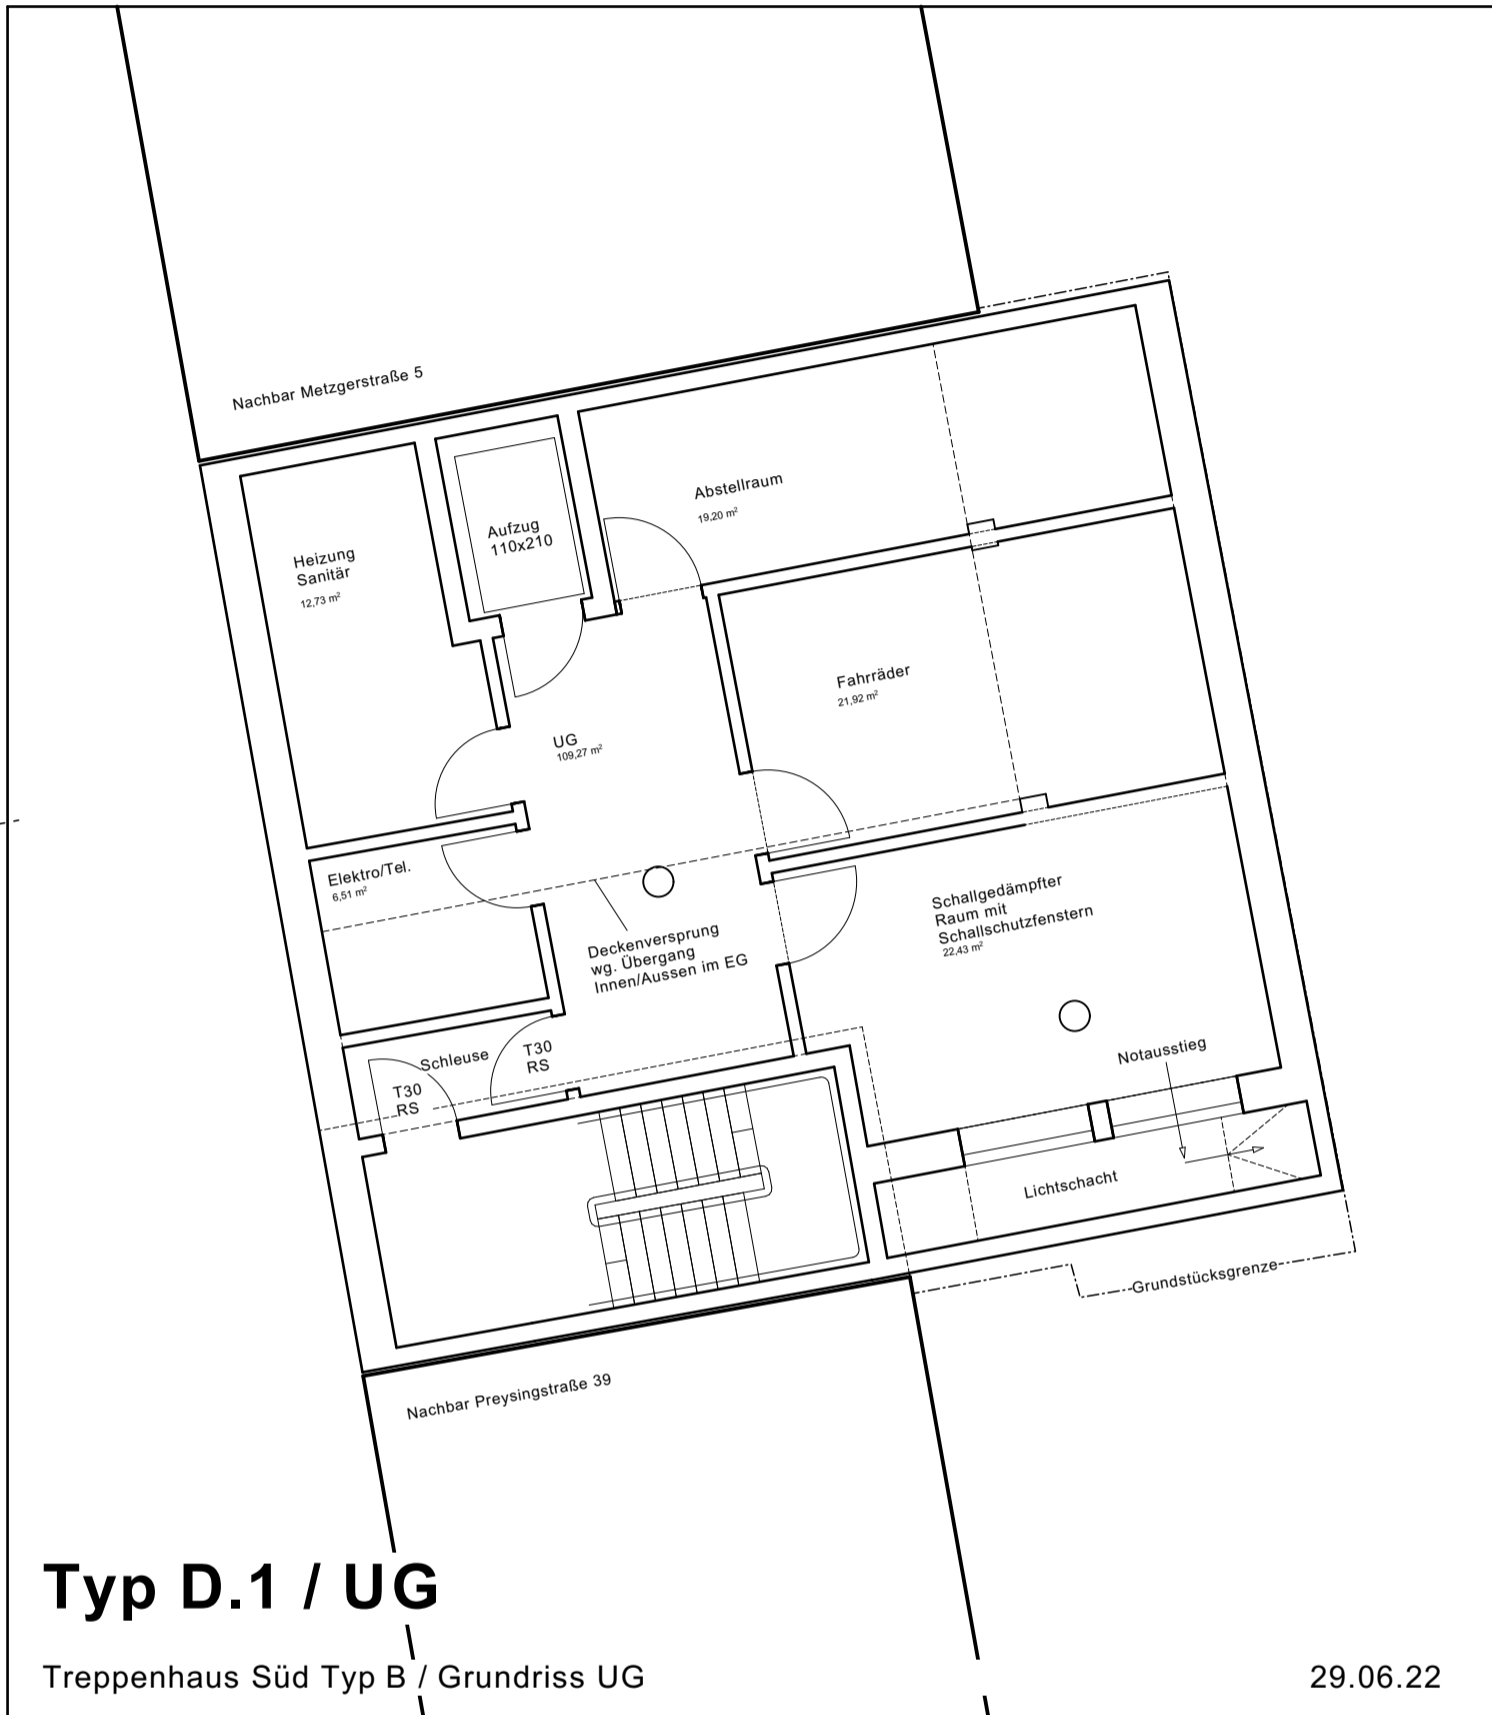 Nachbar Metzgerstraße 5
Abstellraum
19,20 m²
Aufzug
110x210
Heizung
Sanitär
12,73 m²
Fahrräder
21,92 m²
UG
109,27 m²
Elektro/Tel.
6,51 m²
Schallgedämpfter
Raum mit
Schallschutzfenstern
22,43 m²
Deckenversprung
wg. Übergang
Innen/Aussen im EG
Schleuse
T30
RS
T30
RS
Notausstieg
Lichtschacht
Grundstücksgrenze
Nachbar Preysingstraße 39
Typ D.1 / UG
Treppenhaus Süd Typ B / Grundriss UG
29.06.22